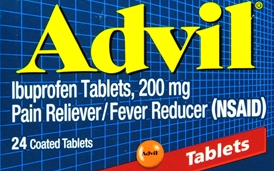 Advil®
Ibuprofen Tablets, 200 mg
Pain Reliever/Fever Reducer (NSAID)
24 Coated Tablets
Advil
Tablets